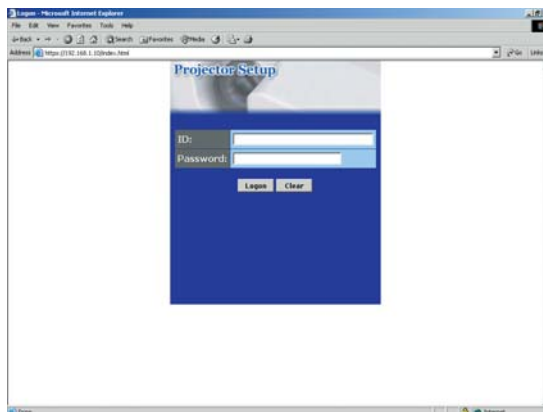 Logon - Microsoft Internet Explorer
File Edit View Favorites Tools Help
Back Search Favorites Media
Address https://192.168.1.10/index.html Go Links
Projector Setup
ID:
Password:
Logon Clear
Done Internet